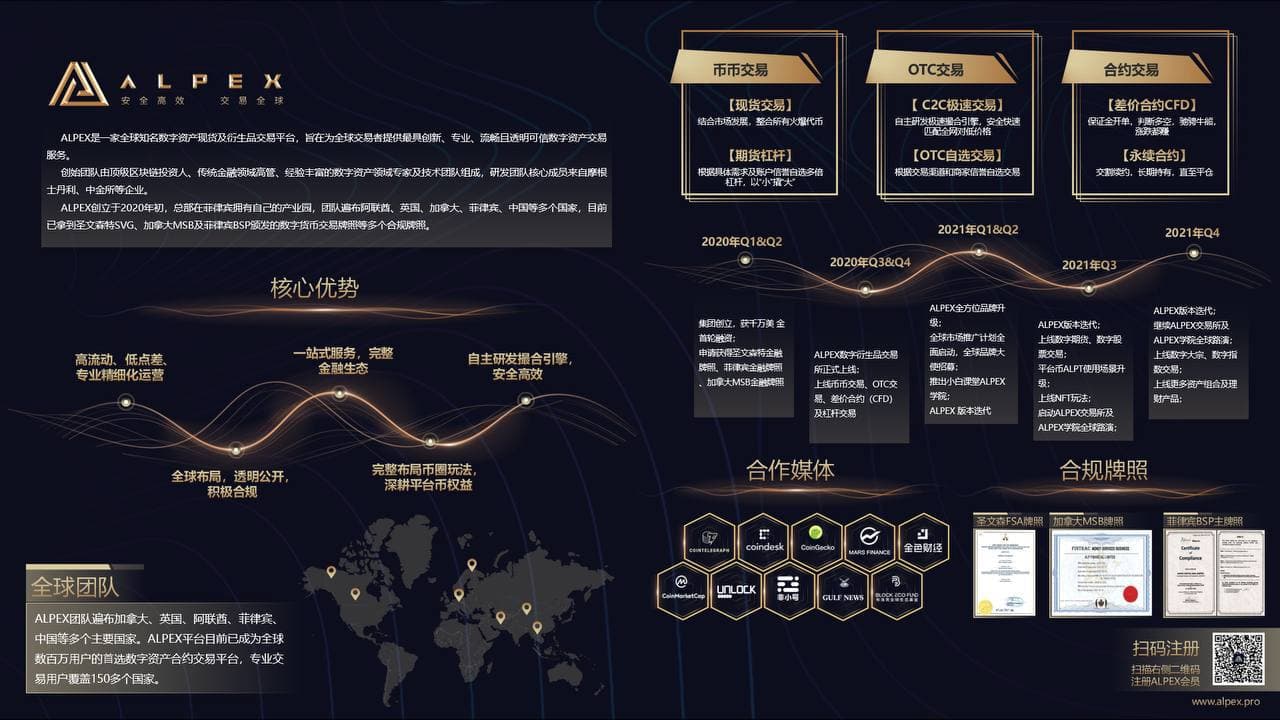 ALPEX
安全高效 交易全球
ALPEX是一家全球知名数字资产现货及衍生品交易平台，旨在为全球交易者提供最具创新、专业、流畅且透明可信数字资产交易
服务。
创始团队由顶级区块链投资人、传统金融领域高管、经验丰富的数字资产领域专家及技术团队组成，研发团队核心成员来自摩根
士丹利、中金所等企业。
ALPEX创立于2020年初，总部在菲律宾拥有自己的产业园，团队遍布阿联酋、英国、加拿大、菲律宾、中国等多个国家，目前
已拿到圣文森特SVG、加拿大MSB及菲律宾BSP颁发的数字货币交易牌照等多个合规牌照。
核心优势
高流动、低点差、
专业精细化运营
一站式服务，完整
金融生态
自主研发撮合引擎，
安全高效
全球布局，透明公开，
积极合规
完整布局币圈玩法，
深耕平台币权益
全球团队
ALPEX团队遍布加拿大、英国、阿联酋、菲律宾、
中国等多个主要国家。ALPEX平台目前已成为全球
数百万用户的首选数字资产合约交易平台，专业交
易用户覆盖150多个国家。
币币交易
【现货交易】
结合市场发展，整合所有火爆代币
【期货杠杆】
根据具体需求及账户信誉自选多倍
杠杆，以“小”撬“大”
OTC交易
【 C2C极速交易】
自主研发极速撮合引擎，安全快速
匹配全网对低价格
【OTC自选交易】
根据交易渠道和商家信誉自选交易
合约交易
【差价合约CFD】
保证金开单，判断多空，驰骋牛熊，
涨跌都赚
【永续合约】
交割续约，长期持有，直至平仓
2020年Q1&Q2
2020年Q3&Q4
2021年Q1&Q2
2021年Q3
2021年Q4
集团创立，获千万美 金
首轮融资；
申请获得圣文森特金融
牌照、菲律宾金融牌照
、加拿大MSB金融牌照
ALPEX数字衍生品交易
所正式上线；
上线币币交易、OTC交
易、差价合约（CFD）
及杠杆交易
ALPEX全方位品牌升
级；
全球市场推广计划全
面启动，全球品牌大
使招募；
推出小白课堂ALPEX
学院；
ALPEX 版本迭代
ALPEX版本迭代；
上线数字期货、数字股
票交易；
平台币ALPT使用场景升
级；
上线NFT玩法；
启动ALPEX交易所及
ALPEX学院全球路演；
ALPEX版本迭代；
继续ALPEX交易所及
ALPEX学院全球路演；
上线数字大宗、数字指
数交易；
上线更多资产组合及理
财产品；
合作媒体
COINTELEGRAPH
coindesk
CoinGecko
MARS FINANCE
金色财经
CoinMarketCap
UNLOCK
非小号
GULF NEWS
BLOCK ECO FUND
合规牌照
圣文森FSA牌照
加拿大MSB牌照
菲律宾BSP主牌照
FINTRAC MONEY SERVICES BUSINESS
Certificate
of
Compliance
扫码注册
扫描右侧二维码
注册ALPEX会员
www.alpex.pro